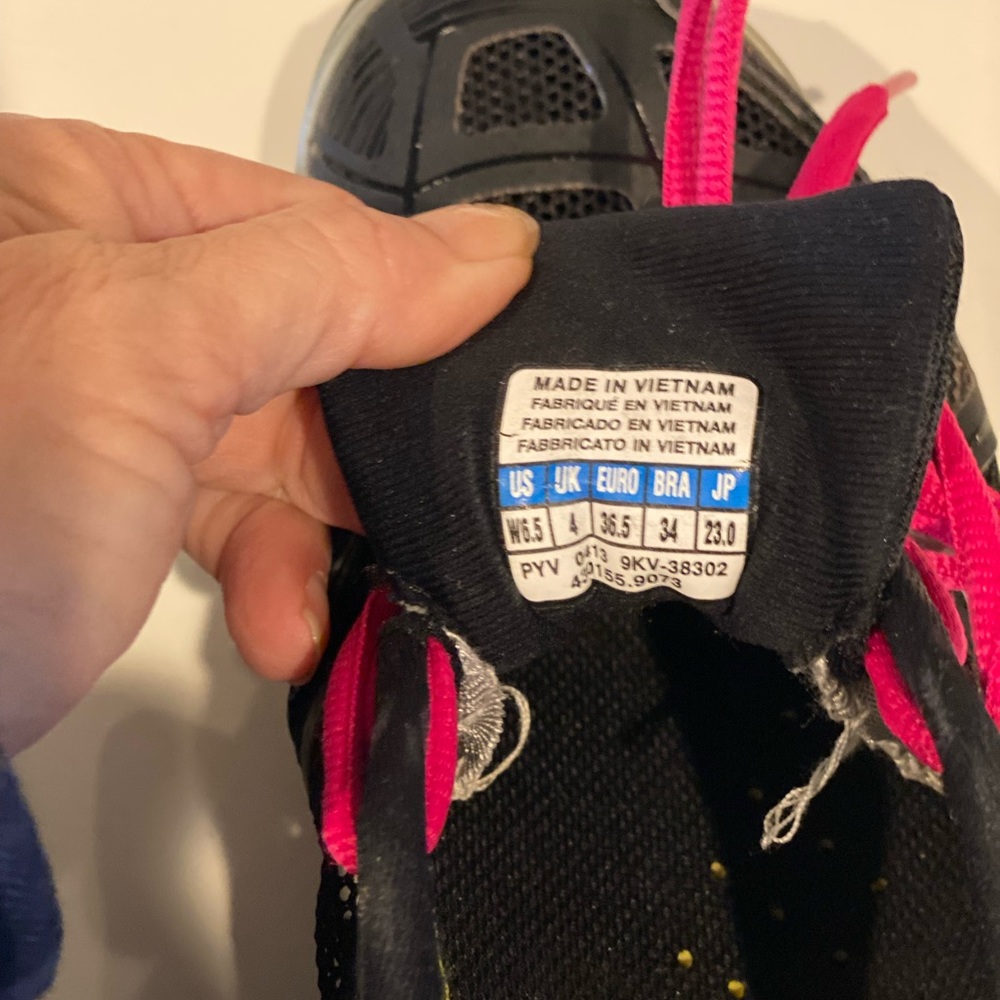 MADE IN VIETNAM
FABRIQUÉ EN VIETNAM
FABRICADO EN VIETNAM
FABBRICATO IN VIETNAM
US UK EURO BRA JP
W6.5 4 36.5 34 23.0
PYV 9KV-38302